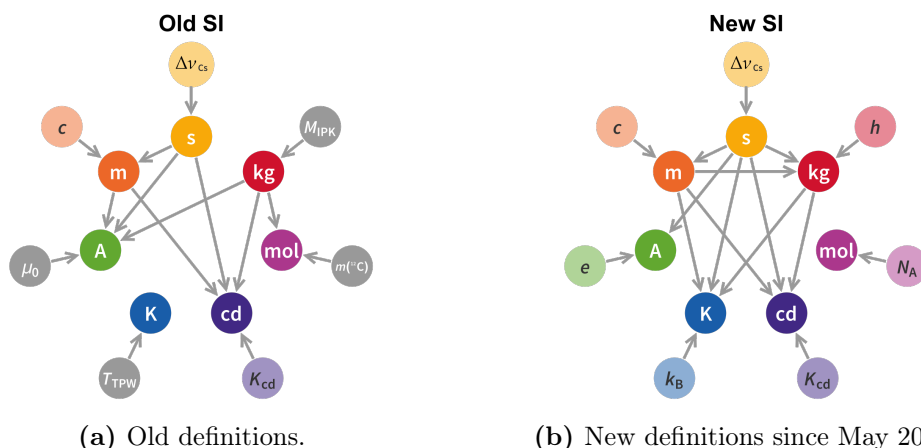 Old SI
Δν Cs
c
M IPK
s
m
kg
A
mol
μ0
m(¹²C)
K
cd
T TPW
K cd
(a) Old definitions.
New SI
Δν Cs
c
h
s
m
kg
A
mol
e
N A
K
cd
k B
K cd
(b) New definitions since May 20